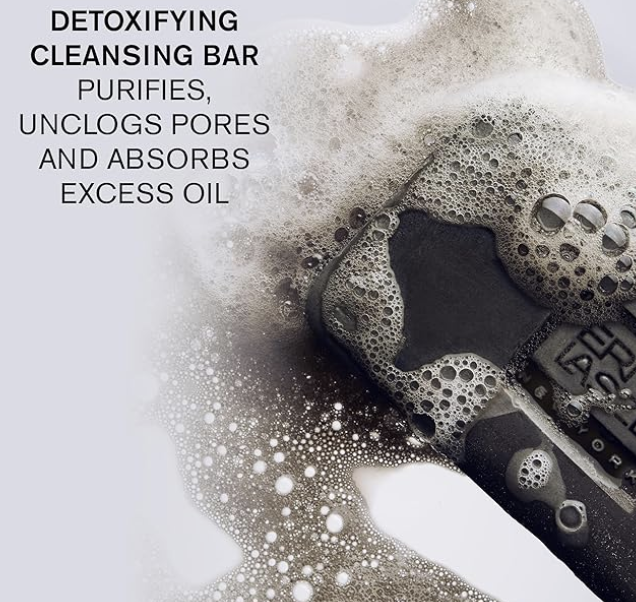 DETOXIFYING
CLEANSING BAR
PURIFIES,
UNCLOGS PORES
AND ABSORBS
EXCESS OIL